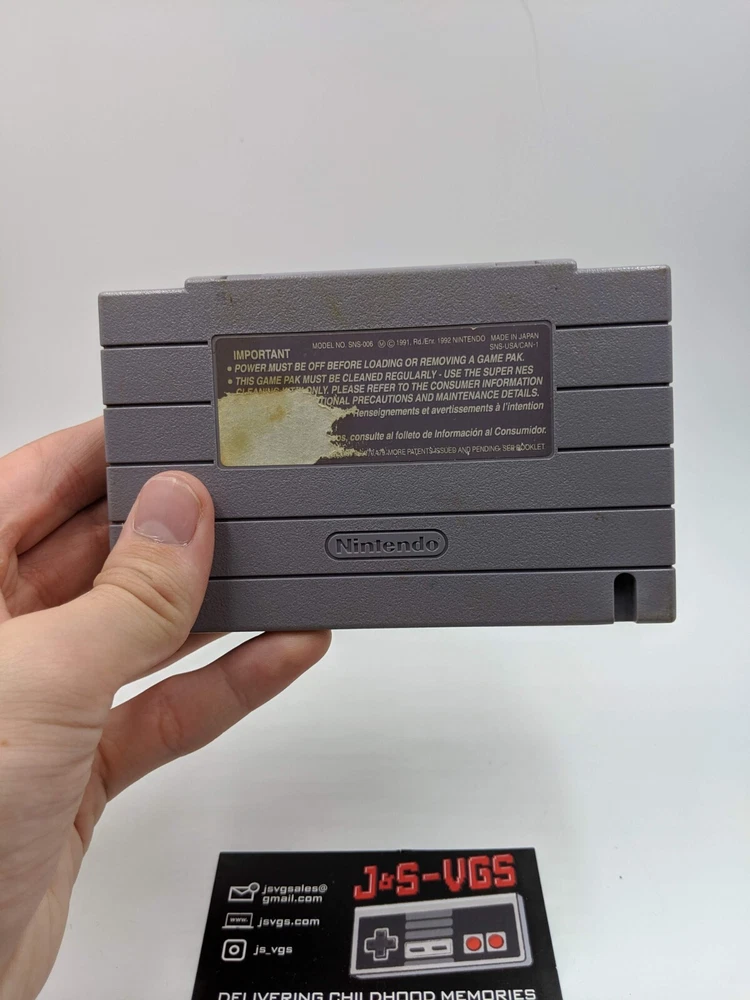 MODEL NO. SNS-006 Ⓜ © 1991, Rd./Enr. 1992 NINTENDO MADE IN JAPAN
SNS-USA/CAN-1
IMPORTANT
• POWER MUST BE OFF BEFORE LOADING OR REMOVING A GAME PAK.
• THIS GAME PAK MUST BE CLEANED REGULARLY - USE THE SUPER NES
ONLY. PLEASE REFER TO THE CONSUMER INFORMATION
PRECAUTIONS AND MAINTENANCE DETAILS.
renseignements et avertissements à l'intention
consulte al folleto de Información al Consumidor.
MORE PATENTS ISSUED AND PENDING. SEE BOOKLET
Nintendo
J&S-VGS
jsvgsales@
gmail.com
www.
jsvgs.com
js_vgs
DELIVERING CHILDHOOD MEMORIES